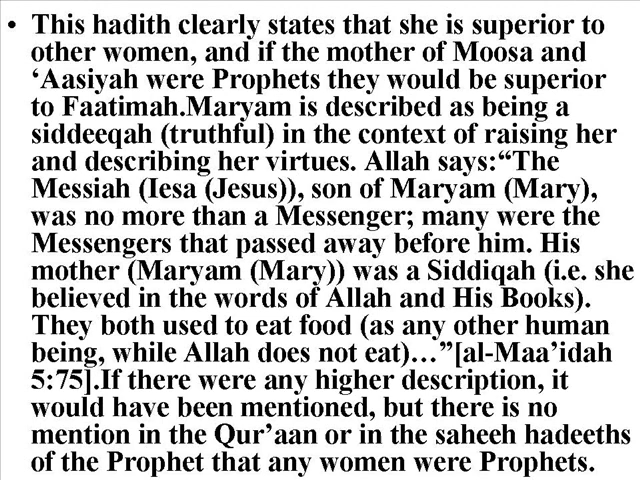 • This hadith clearly states that she is superior to
other women, and if the mother of Moosa and
‘Aasiyah were Prophets they would be superior
to Faatimah.Maryam is described as being a
siddeeqah (truthful) in the context of raising her
and describing her virtues. Allah says:“The
Messiah (Iesa (Jesus)), son of Maryam (Mary),
was no more than a Messenger; many were the
Messengers that passed away before him. His
mother (Maryam (Mary)) was a Siddiqah (i.e. she
believed in the words of Allah and His Books).
They both used to eat food (as any other human
being, while Allah does not eat)…”[al-Maa’idah
5:75].If there were any higher description, it
would have been mentioned, but there is no
mention in the Qur’aan or in the saheeh hadeeths
of the Prophet that any women were Prophets.